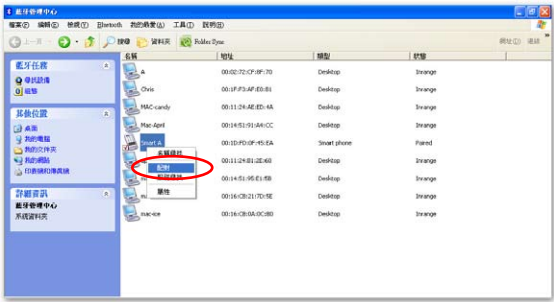 藍牙管理中心
檔案(F) 編輯(E) 檢視(V) Bluetooth 我的最愛(A) 工具(T) 說明(H)
搜尋 資料夾 Folder Sync 網址(D)
名稱 地址 類型 狀態
藍牙任務
尋找設備
組態
其他位置
桌面
我的電腦
我的文件夾
我的網路
印表機和傳真機
詳細資訊
藍牙管理中心
系統資料夾
A 00:02:72:CF:8F:70 Desktop Inrange
Chris 00:1F:F3:AF:E0:81 Desktop Inrange
MAC-candy 00:11:24:AE:ED:4A Desktop Inrange
Mac-April 00:14:51:91:A4:CC Desktop Inrange
Smart A 00:1D:FD:0F:45:EA Smart phone Paired
00:11:24:B1:2E:60 Desktop Inrange
00:14:51:95:E1:5B Desktop Inrange
00:16:CB:21:7D:5E Desktop Inrange
mac-ice 00:16:CB:0A:0C:B0 Desktop Inrange
配對
屬性